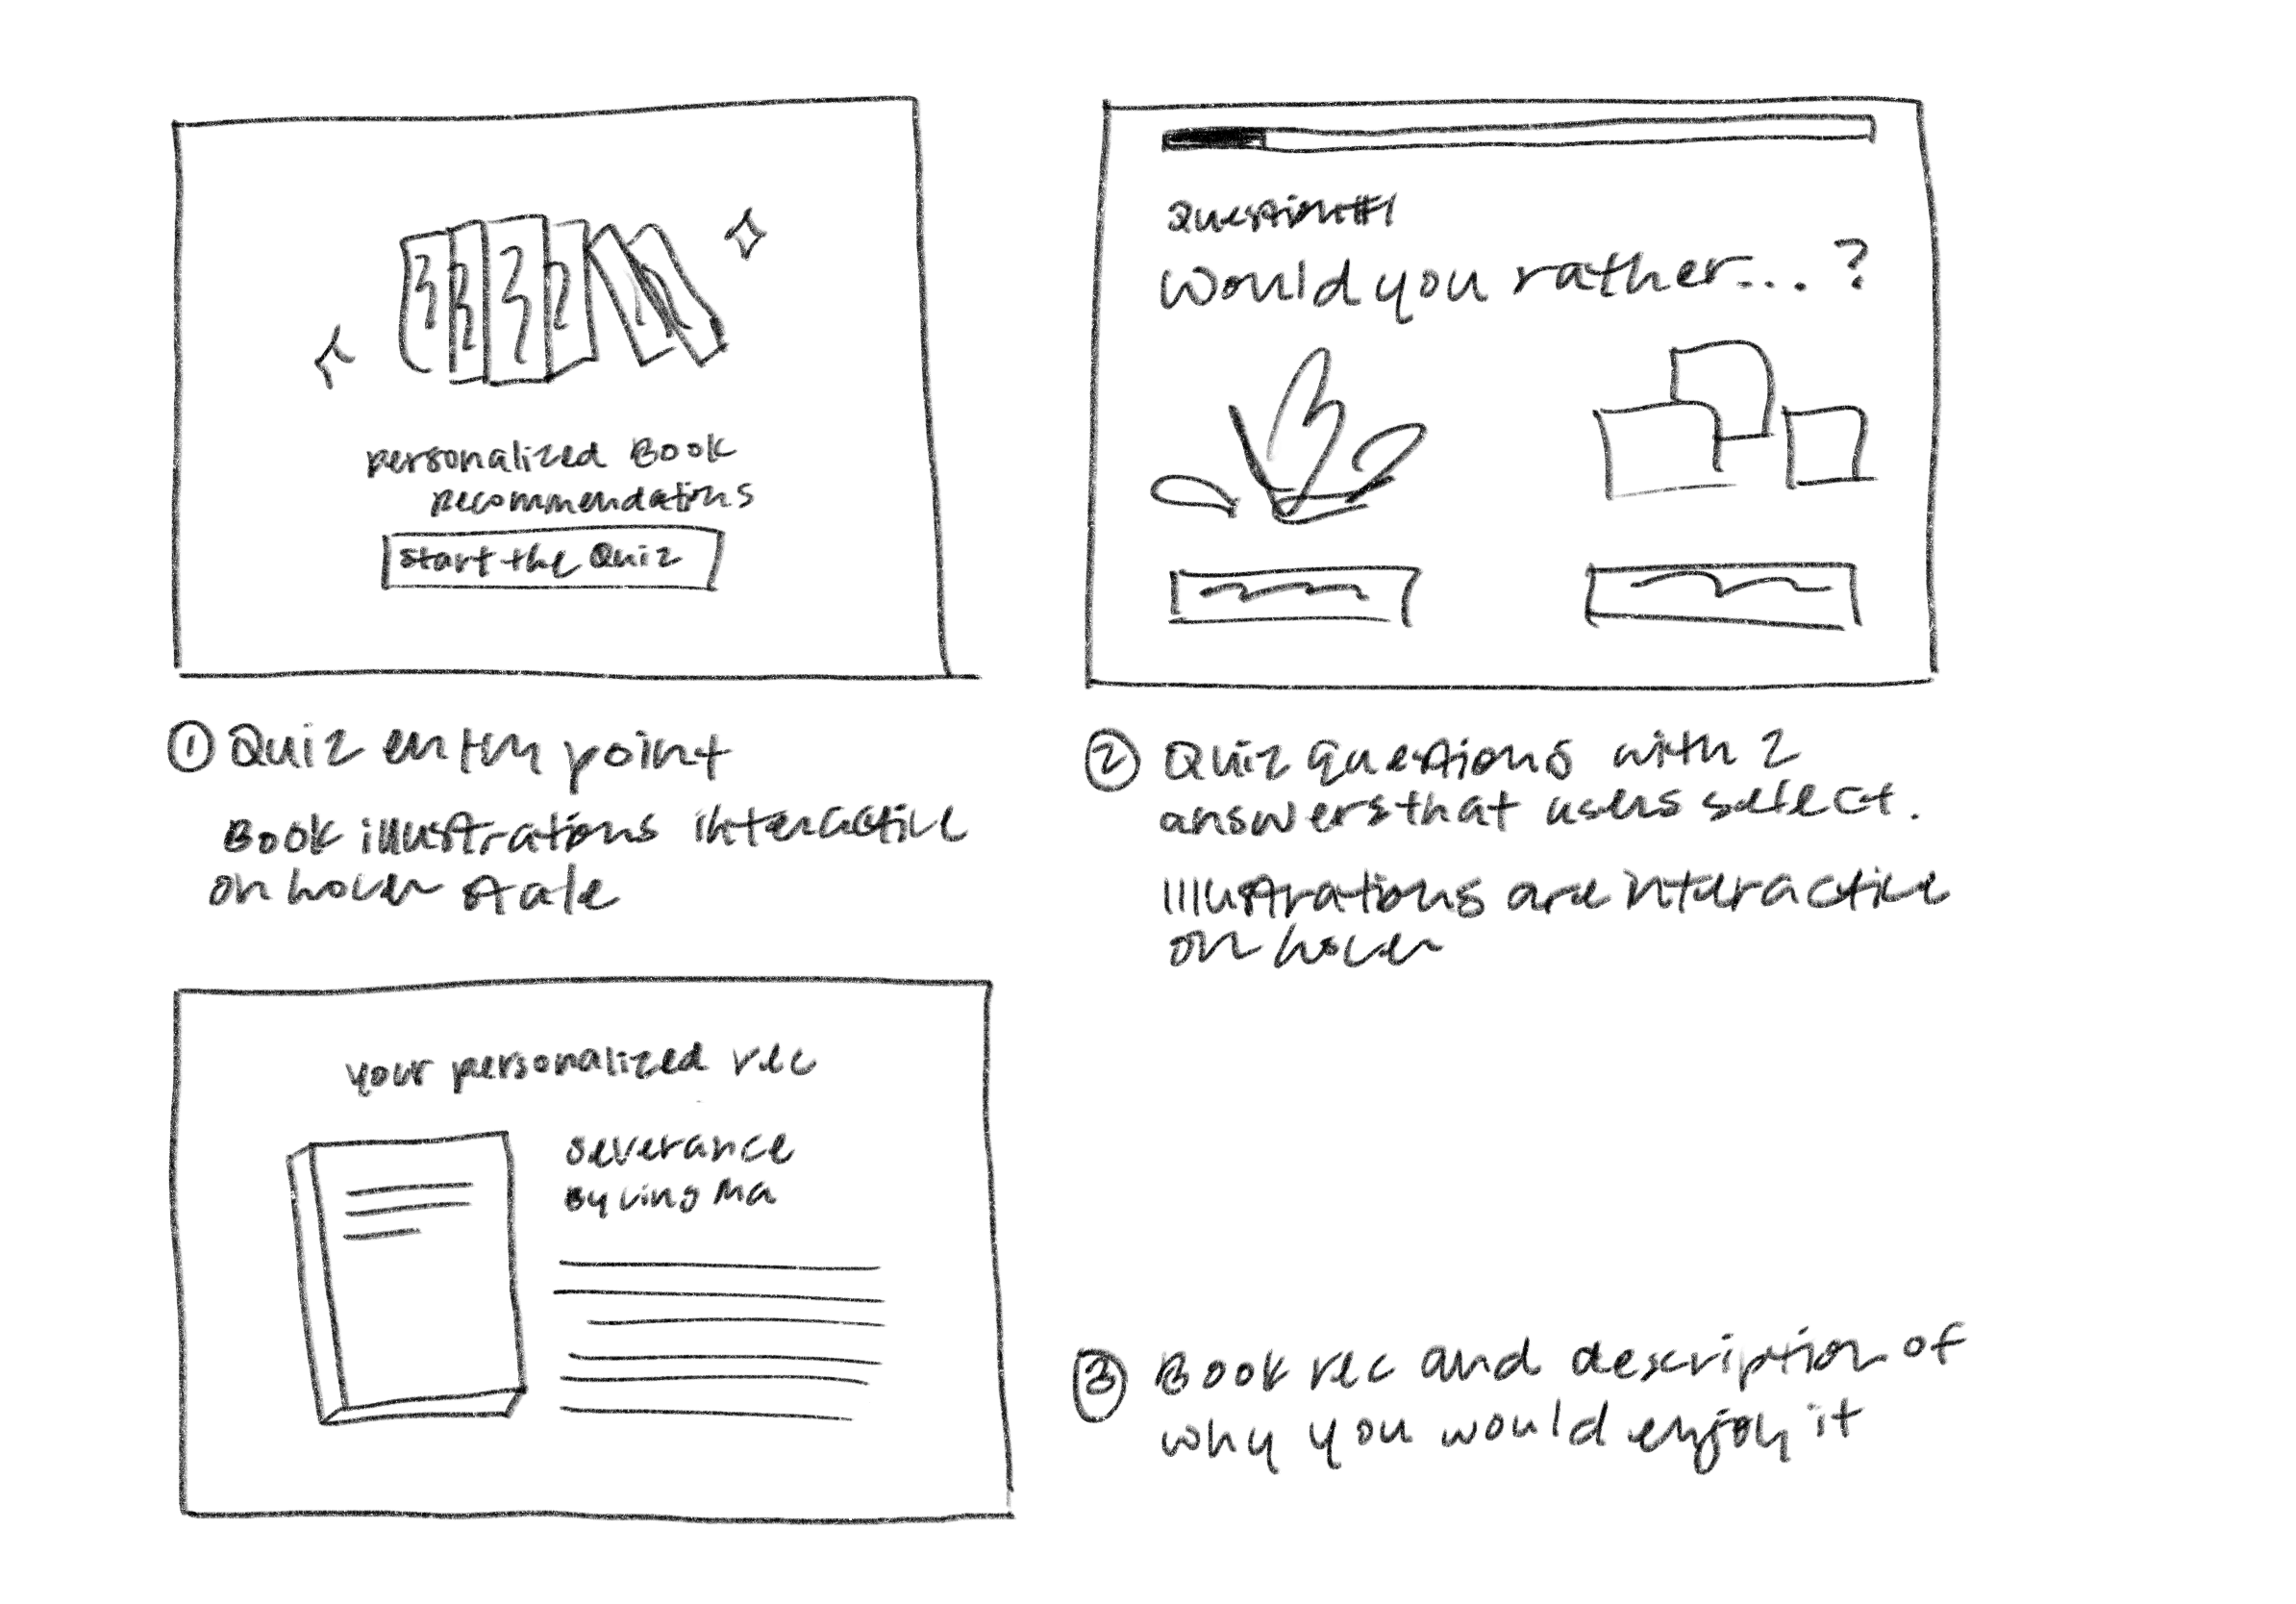 personalized Book
recommendations
start the Quiz
Question#1
Would you rather... ?
① Quiz entry point
Book illustrations interactive
on hover state
② Quiz questions with 2
answers that users select.
Illustrations are interactive
on hover
your personalized rec
Severance
By Ling Ma
③ Book rec and description of
why you would enjoy it